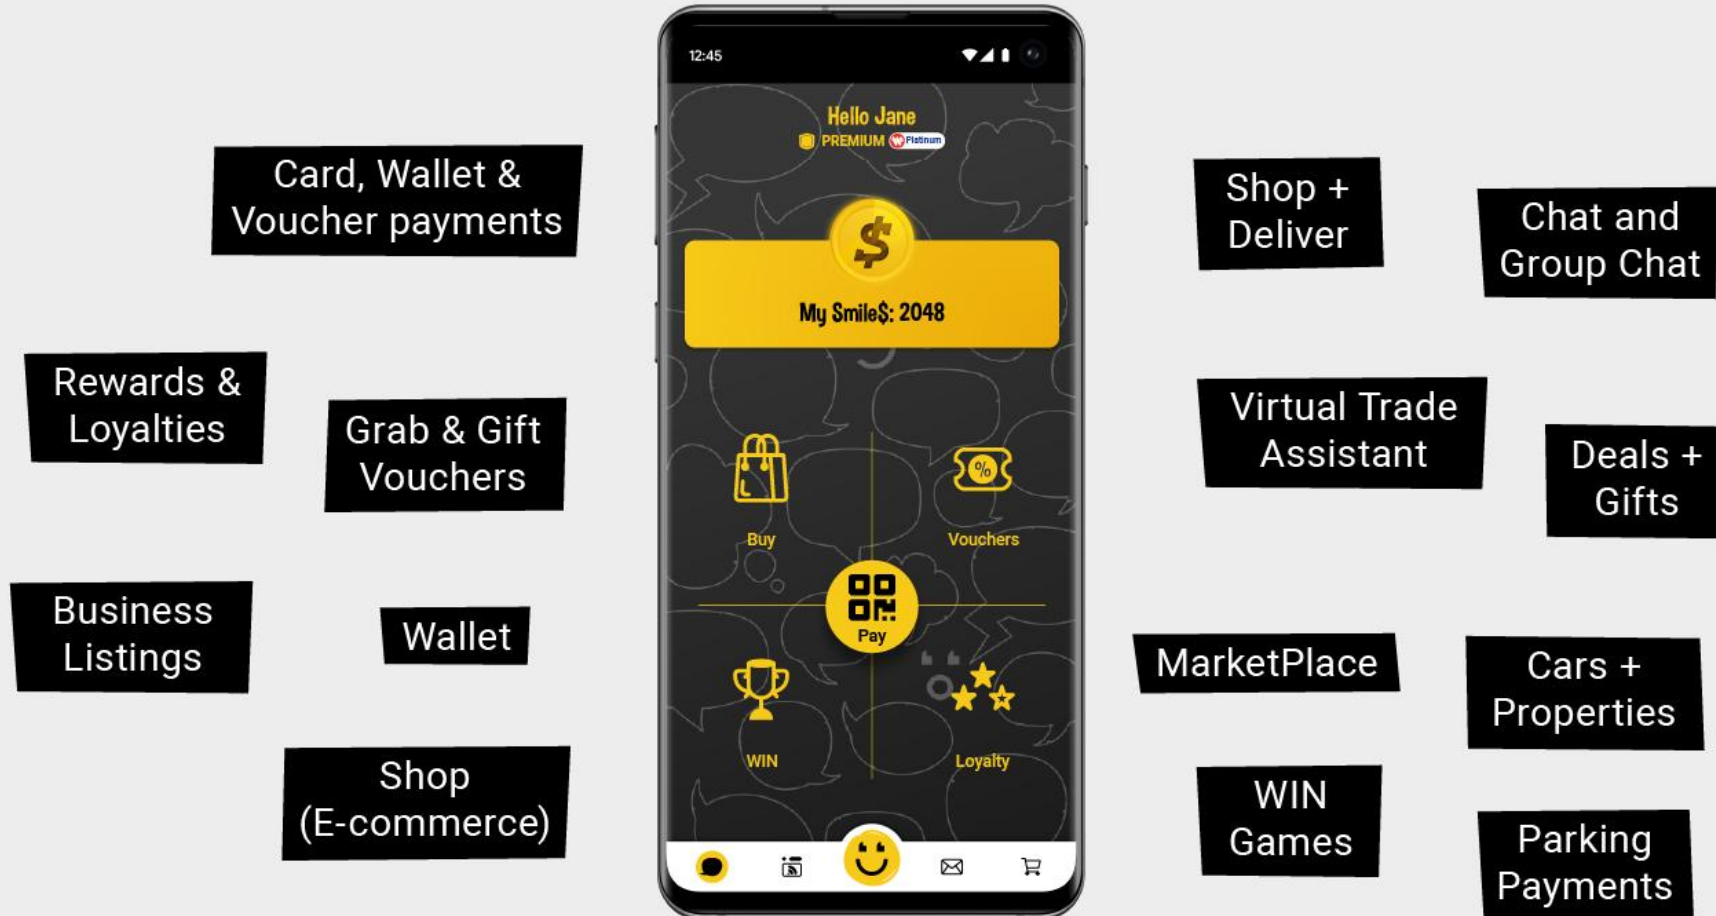 Card, Wallet &
Voucher payments
Rewards &
Loyalties
Grab & Gift
Vouchers
Business
Listings
Wallet
Shop
(E-commerce)
12:45
Hello Jane
PREMIUM W Platinum
$
My Smile$: 2048
Buy
%
Vouchers
Pay
WIN
Loyalty
Shop +
Deliver
Chat and
Group Chat
Virtual Trade
Assistant
Deals +
Gifts
MarketPlace
Cars +
Properties
WIN
Games
Parking
Payments